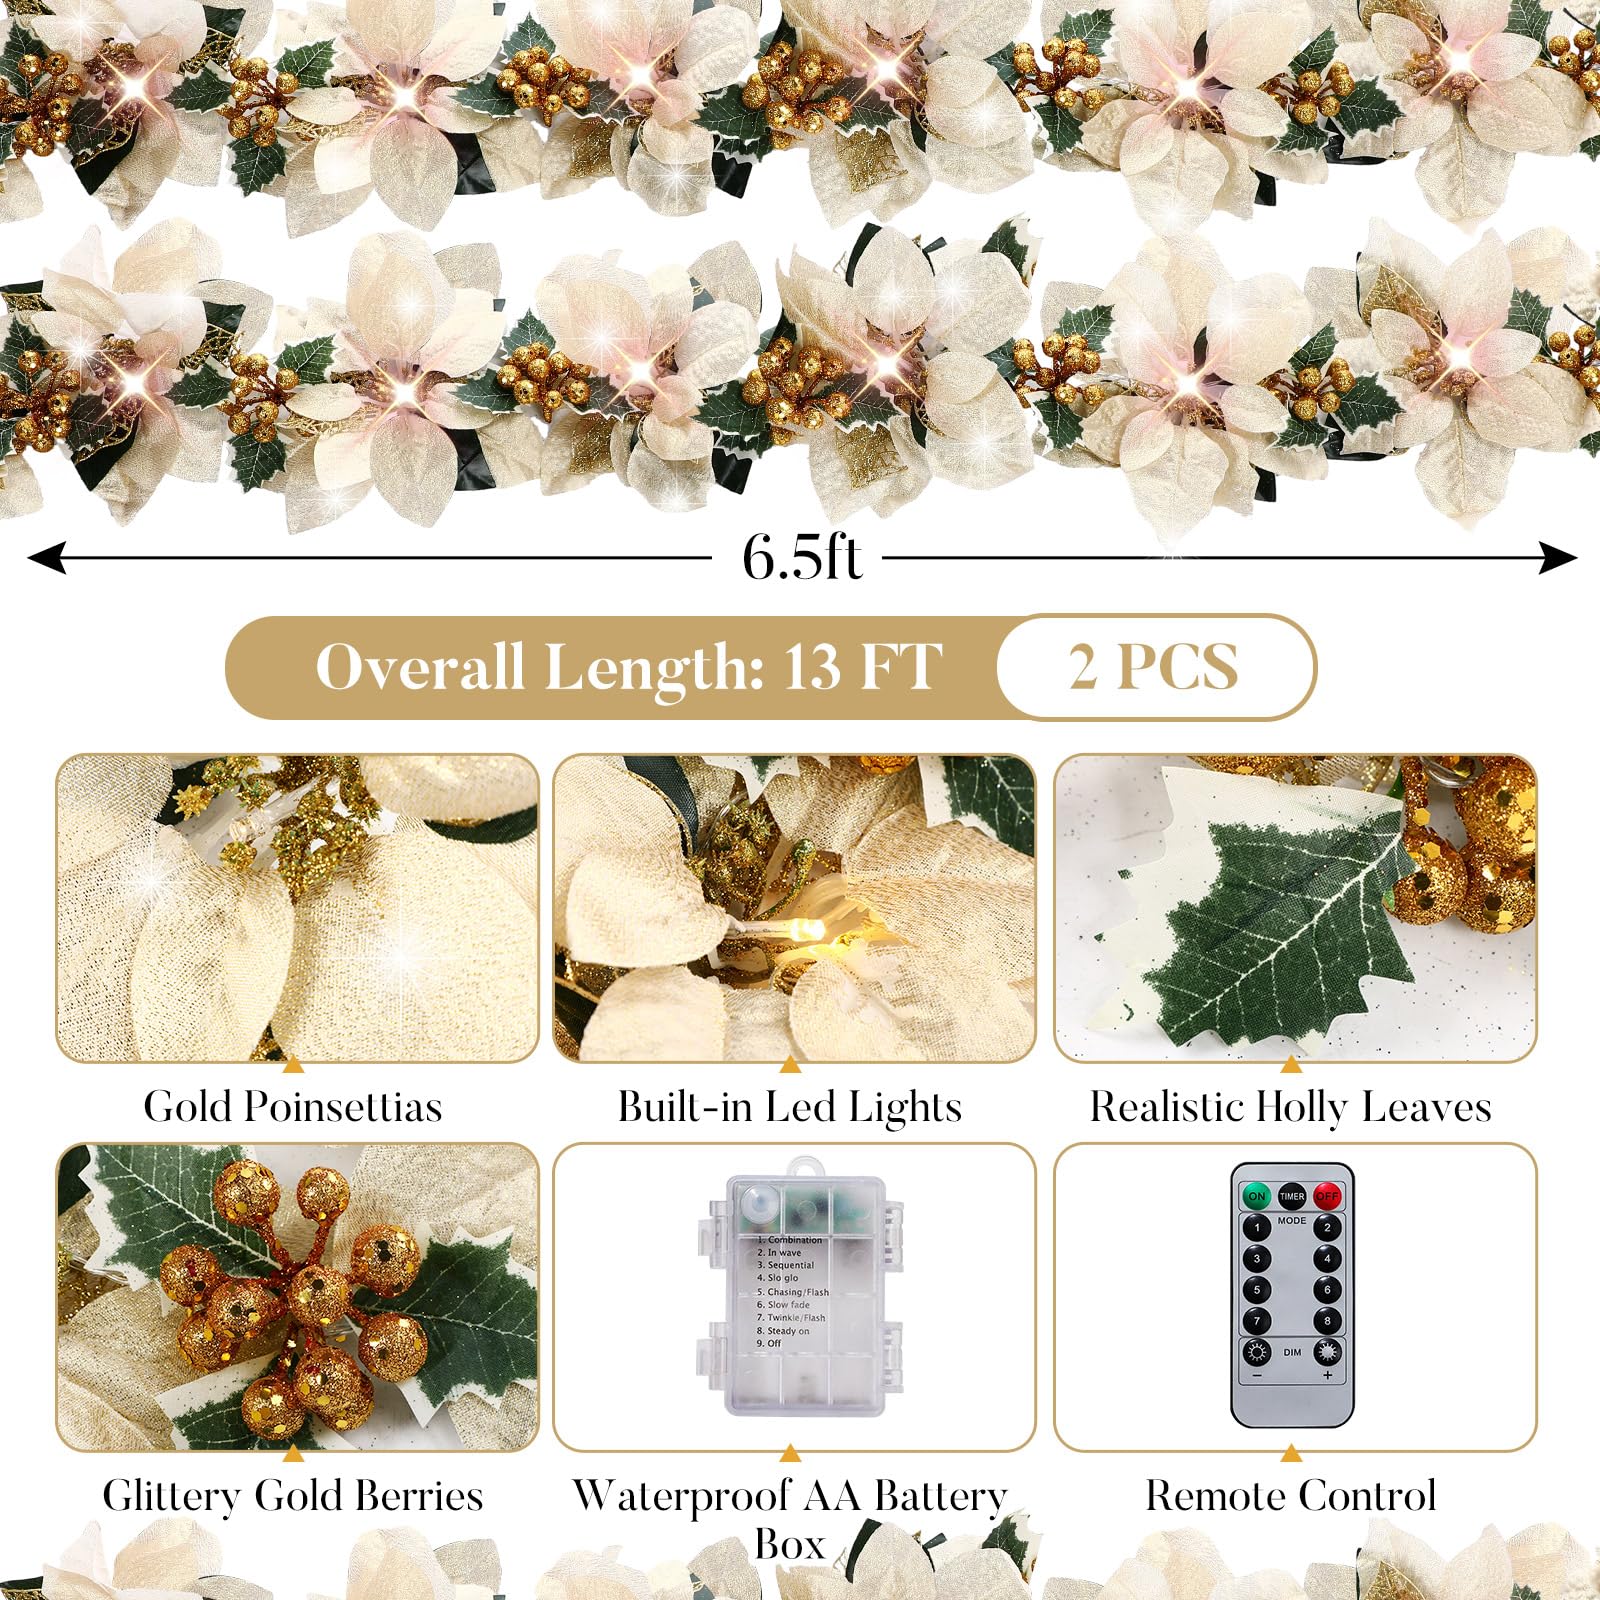 6.5ft
Overall Length: 13 FT
2 PCS
Gold Poinsettias
Built-in Led Lights
Realistic Holly Leaves
1. Combination
2. In wave
3. Sequential
4. Slo glo
5. Chasing/Flash
6. Slow fade
7. Twinkie/Flash
8. Steady on
9. Off
ON TIMER OFF
MODE
1 2
3 4
5 6
7 8
DIM
− +
Glittery Gold Berries
Waterproof AA Battery
Box
Remote Control